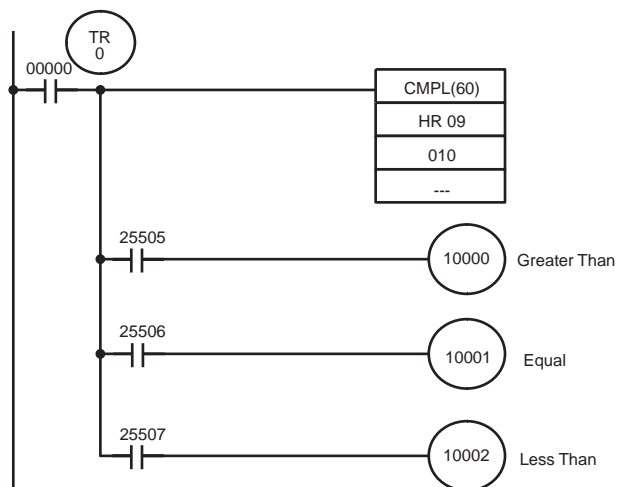 TR
0
00000
CMPL(60)
HR 09
010
---
25505
10000
Greater Than
25506
10001
Equal
25507
10002
Less Than